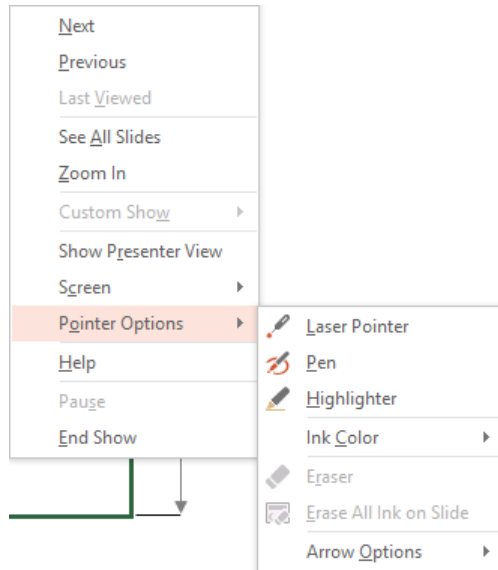 Next
Previous
Last Viewed
See All Slides
Zoom In
Custom Show
Show Presenter View
Screen
Pointer Options
Help
Pause
End Show
Laser Pointer
Pen
Highlighter
Ink Color
Eraser
Erase All Ink on Slide
Arrow Options